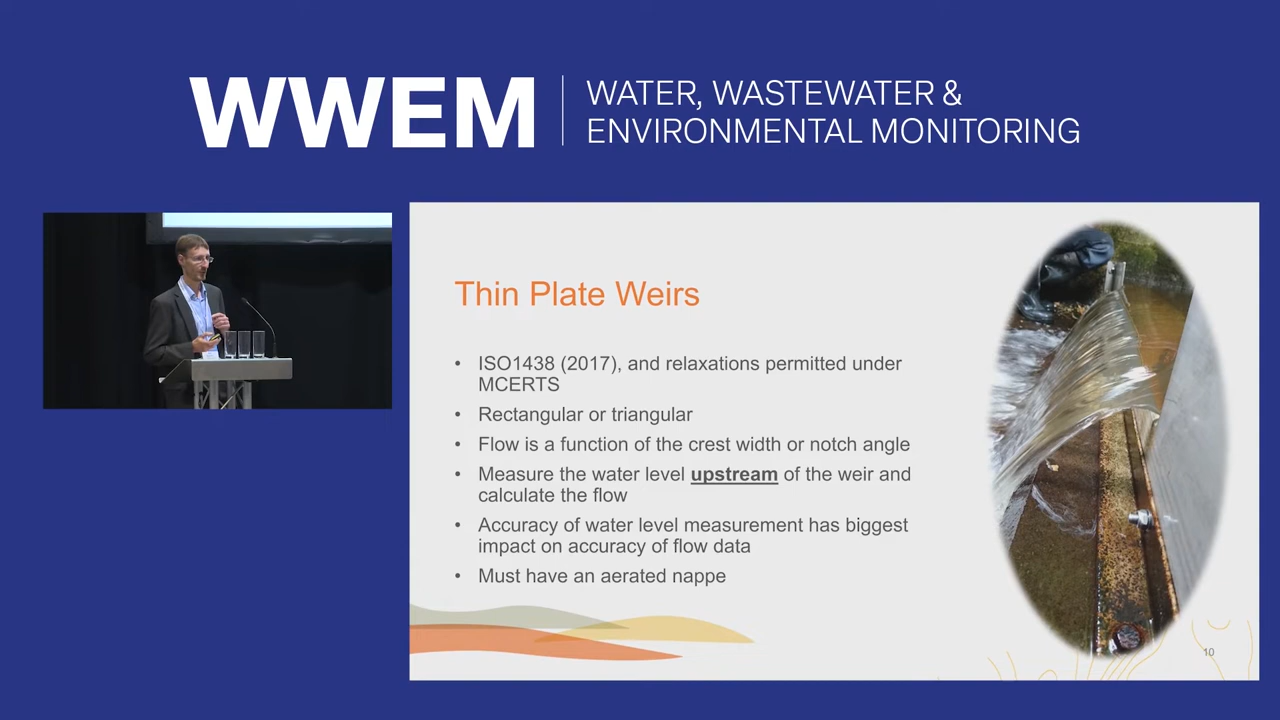 WWEM
WATER, WASTEWATER &
ENVIRONMENTAL MONITORING
Thin Plate Weirs
• ISO1438 (2017), and relaxations permitted under
MCERTS
• Rectangular or triangular
• Flow is a function of the crest width or notch angle
• Measure the water level upstream of the weir and
calculate the flow
• Accuracy of water level measurement has biggest
impact on accuracy of flow data
• Must have an aerated nappe
10